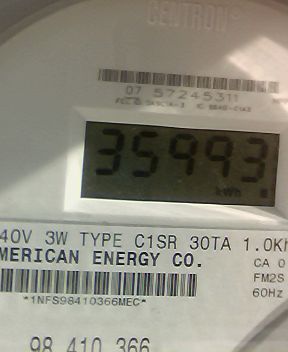 CENTRON®
07 57245311
35993
kWh
40V 3W TYPE C1SR 30TA 1.0Kh
MERICAN ENERGY CO.
CA 0
FM2S
60Hz
*1NFS98410366MEC*
98 410 366